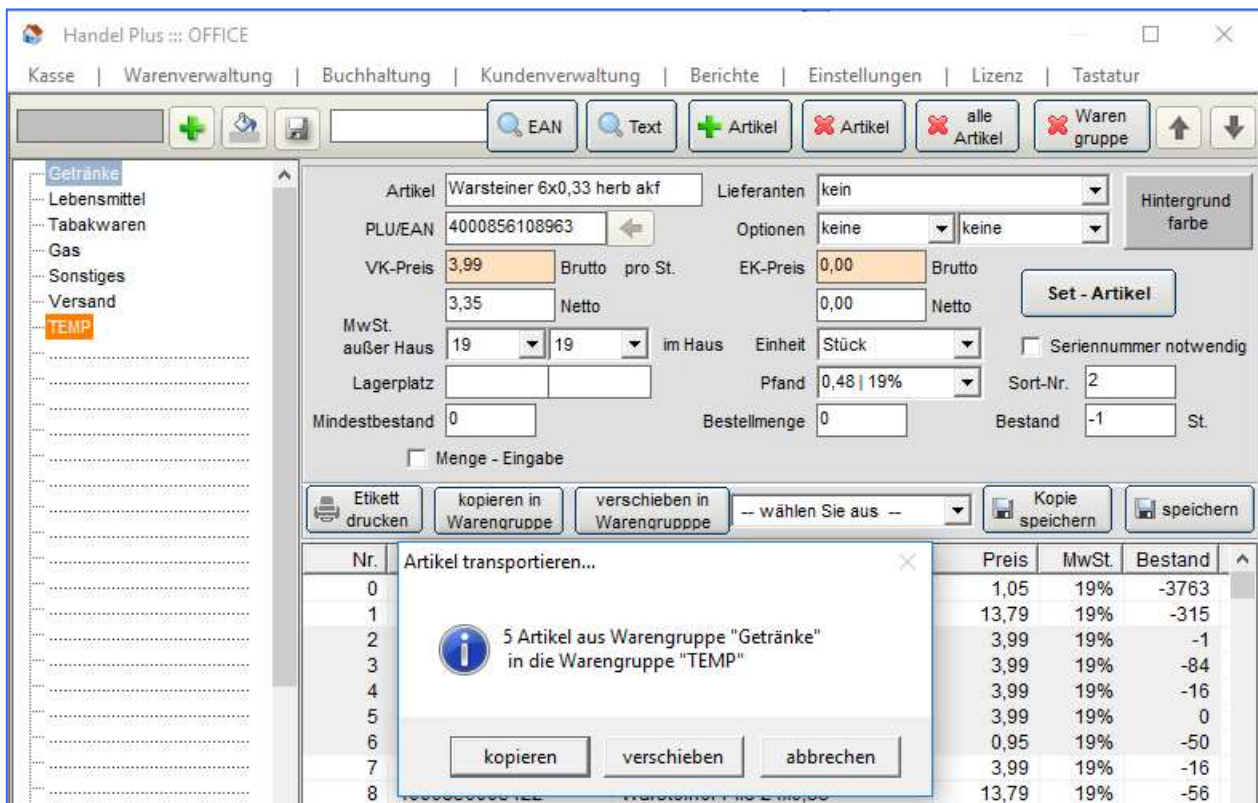 Handel Plus ::: OFFICE
Kasse | Warenverwaltung | Buchhaltung | Kundenverwaltung | Berichte | Einstellungen | Lizenz | Tastatur
EAN Text Artikel Artikel alle Artikel Waren gruppe
Getränke
Lebensmittel
Tabakwaren
Gas
Sonstiges
Versand
TEMP
Artikel Warsteiner 6x0,33 herb akf Lieferanten kein Hintergrund farbe
PLU/EAN 4000856108963 Optionen keine keine
VK-Preis 3,99 Brutto pro St. EK-Preis 0,00 Brutto
3,35 Netto 0,00 Netto Set - Artikel
MwSt. außer Haus 19 19 im Haus Einheit Stück Seriennummer notwendig
Lagerplatz Pfand 0,48 | 19% Sort-Nr. 2
Mindestbestand 0 Bestellmenge 0 Bestand -1 St.
Menge - Eingabe
Etikett drucken kopieren in Warengruppe verschieben in Warengrupppe -- wählen Sie aus -- Kopie speichern speichern
Nr. Preis MwSt. Bestand
0 1,05 19% -3763
1 13,79 19% -315
2 3,99 19% -1
3 3,99 19% -84
4 3,99 19% -16
5 3,99 19% 0
6 0,95 19% -50
7 3,99 19% -16
8 13,79 19% -56
Artikel transportieren...
5 Artikel aus Warengruppe "Getränke"
in die Warengruppe "TEMP"
kopieren verschieben abbrechen